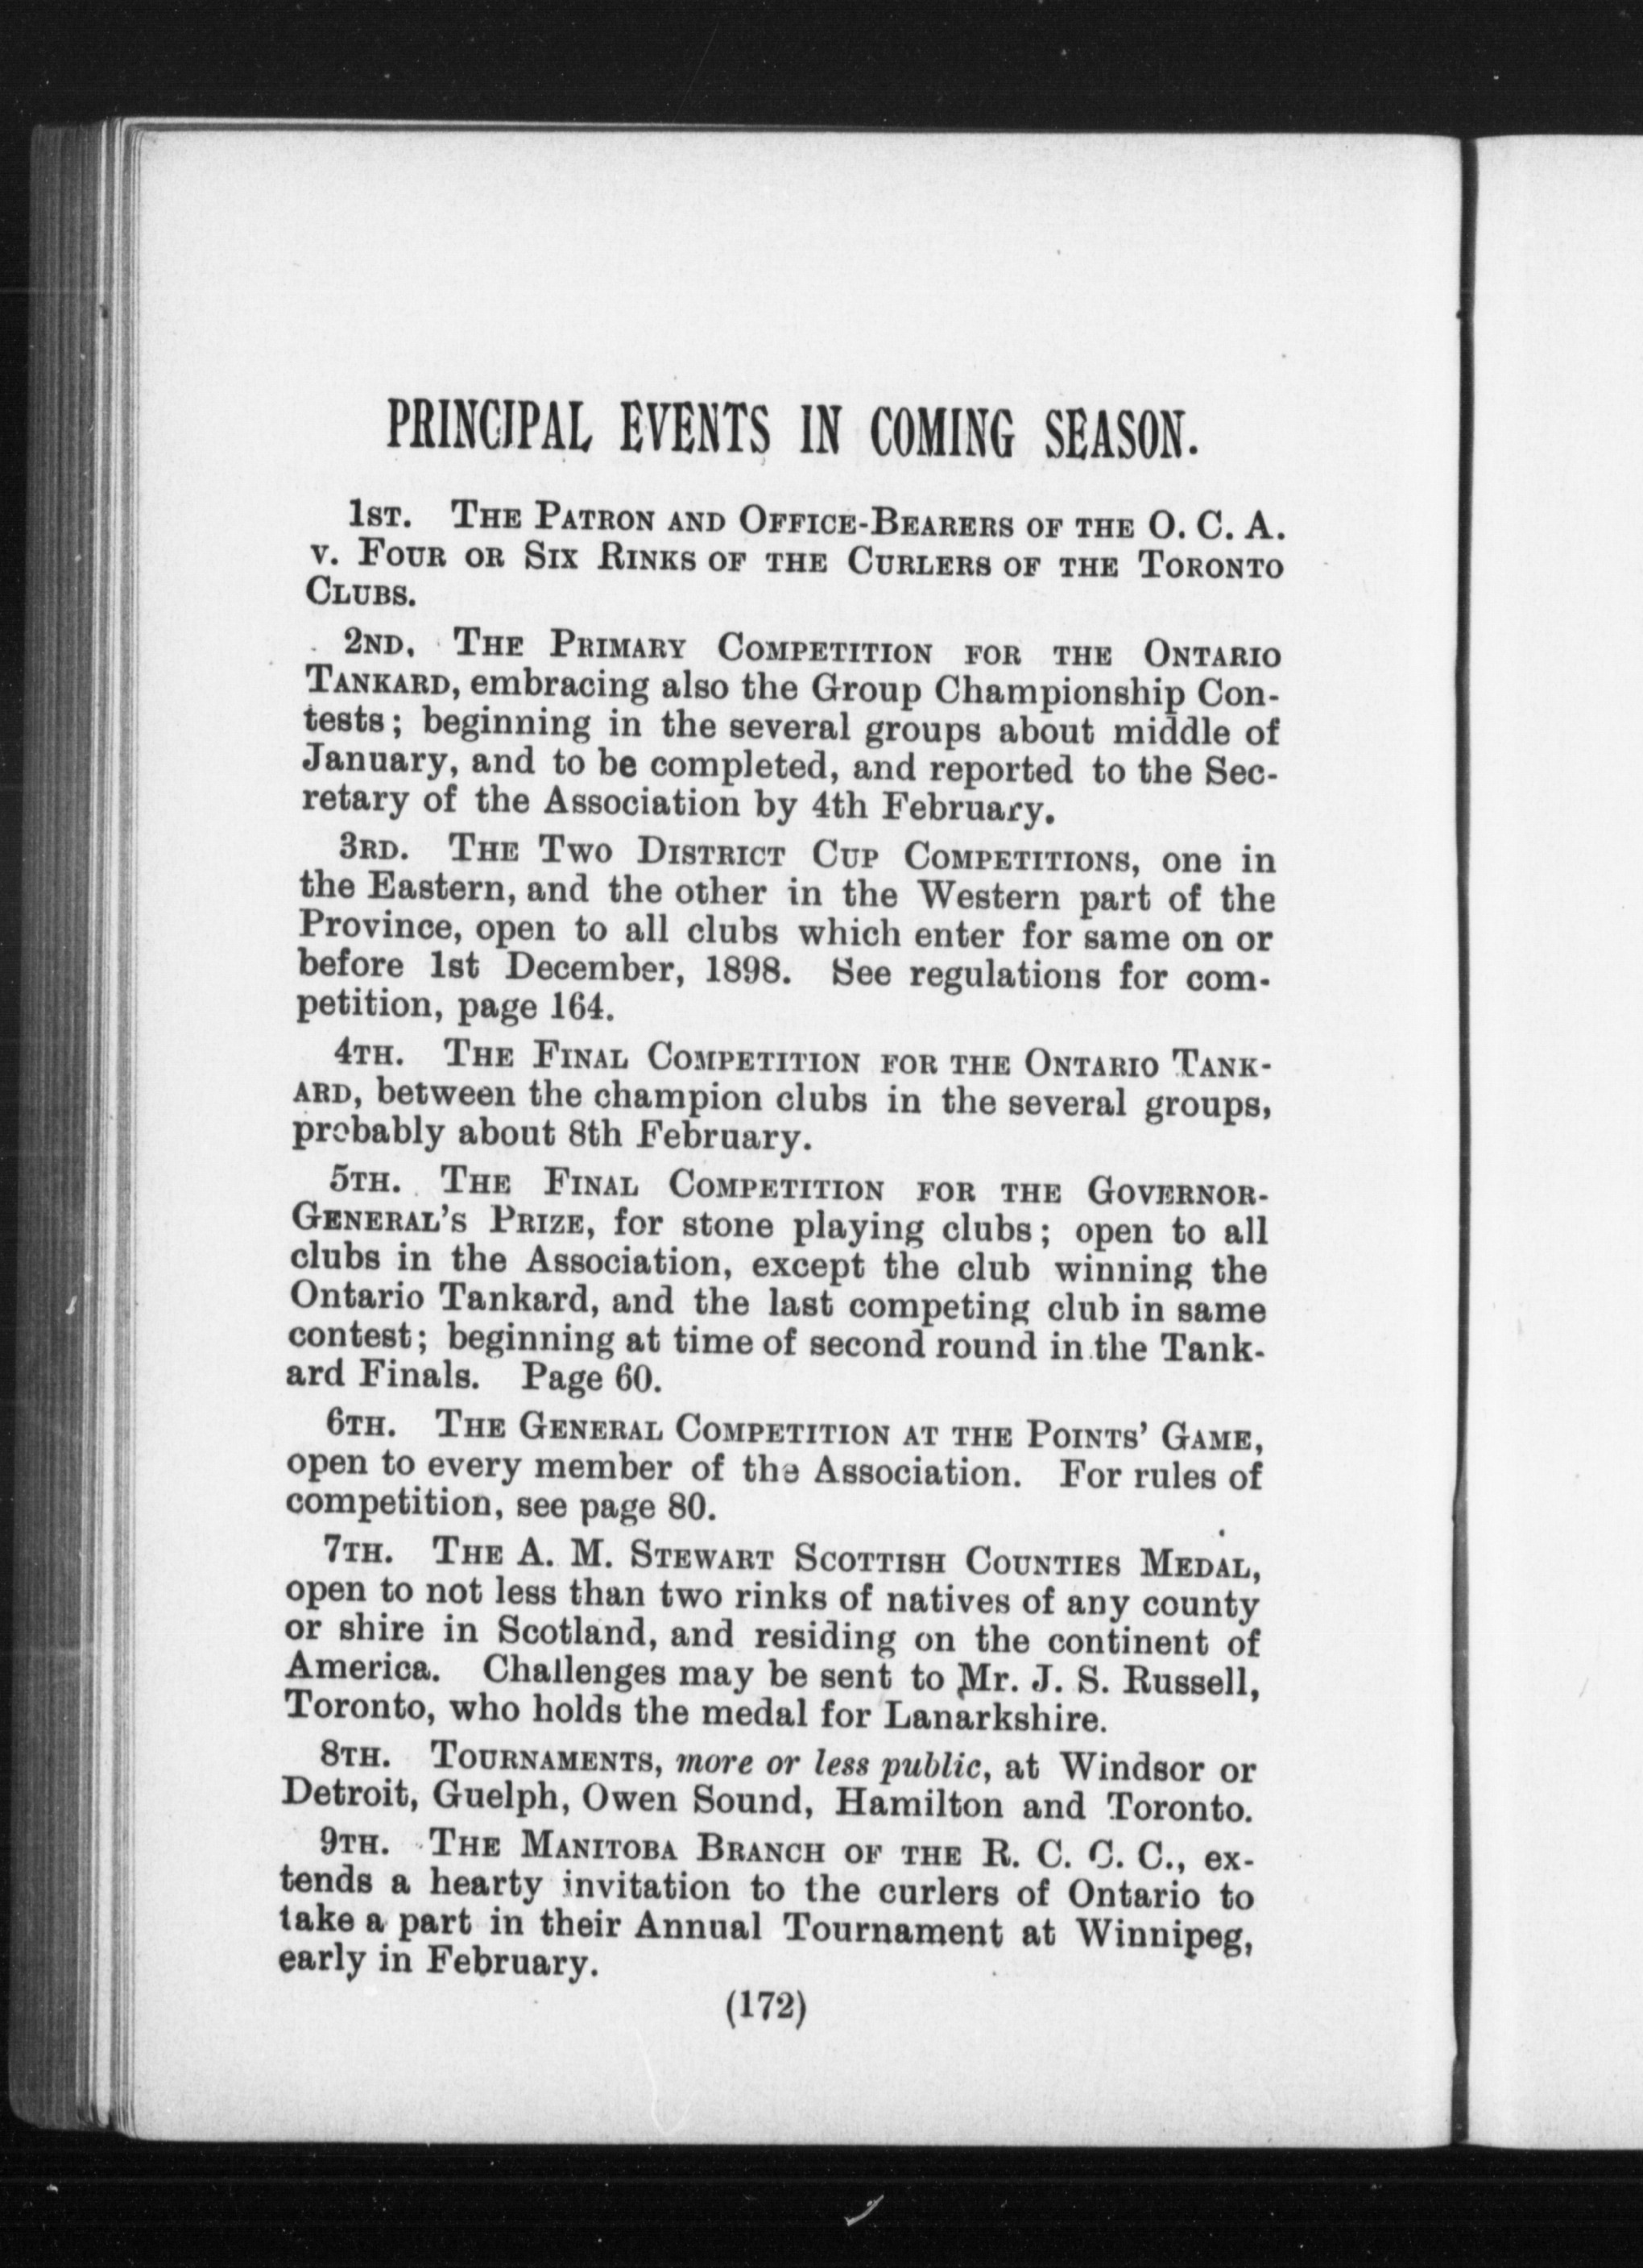 PRINCIPAL EVENTS IN COMING SEASON.
1ST. THE PATRON AND OFFICE-BEARERS OF THE O. C. A.
V. FOUR OR SIX RINKS OF THE CURLERS OF THE TORONTO
CLUBS.
2ND. THE PRIMARY COMPETITION FOR THE ONTARIO
TANKARD, embracing also the Group Championship Con-
tests; beginning in the several groups about middle of
January, and to be completed, and reported to the Sec-
retary of the Association by 4th February.
3RD. THE TWO DISTRICT CUP COMPETITIONS, one in
the Eastern, and the other in the Western part of the
Province, open to all clubs which enter for same on or
before 1st December, 1898. See regulations for com-
petition, page 164.
4TH. THE FINAL COMPETITION FOR THE ONTARIO TANK-
ARD, between the champion clubs in the several groups,
probably about 8th February.
5TH. THE FINAL COMPETITION FOR THE GOVERNOR-
GENERAL'S PRIZE, for stone playing clubs; open to all
clubs in the Association, except the club winning the
Ontario Tankard, and the last competing club in same
contest; beginning at time of second round in the Tank-
ard Finals. Page 60.
6TH. THE GENERAL COMPETITION AT THE POINTS' GAME,
open to every member of the Association. For rules of
competition, see page 80.
7TH. THE A. M. STEWART SCOTTISH COUNTIES MEDAL,
open to not less than two rinks of natives of any county
or shire in Scotland, and residing on the continent of
America. Challenges may be sent to Mr. J. S. Russell,
Toronto, who holds the medal for Lanarkshire.
8TH. TOURNAMENTS, more or less public, at Windsor or
Detroit, Guelph, Owen Sound, Hamilton and Toronto.
9TH. THE MANITOBA BRANCH OF THE R. C. C. C., ex-
tends a hearty invitation to the curlers of Ontario to
take a part in their Annual Tournament at Winnipeg,
early in February.
(172)